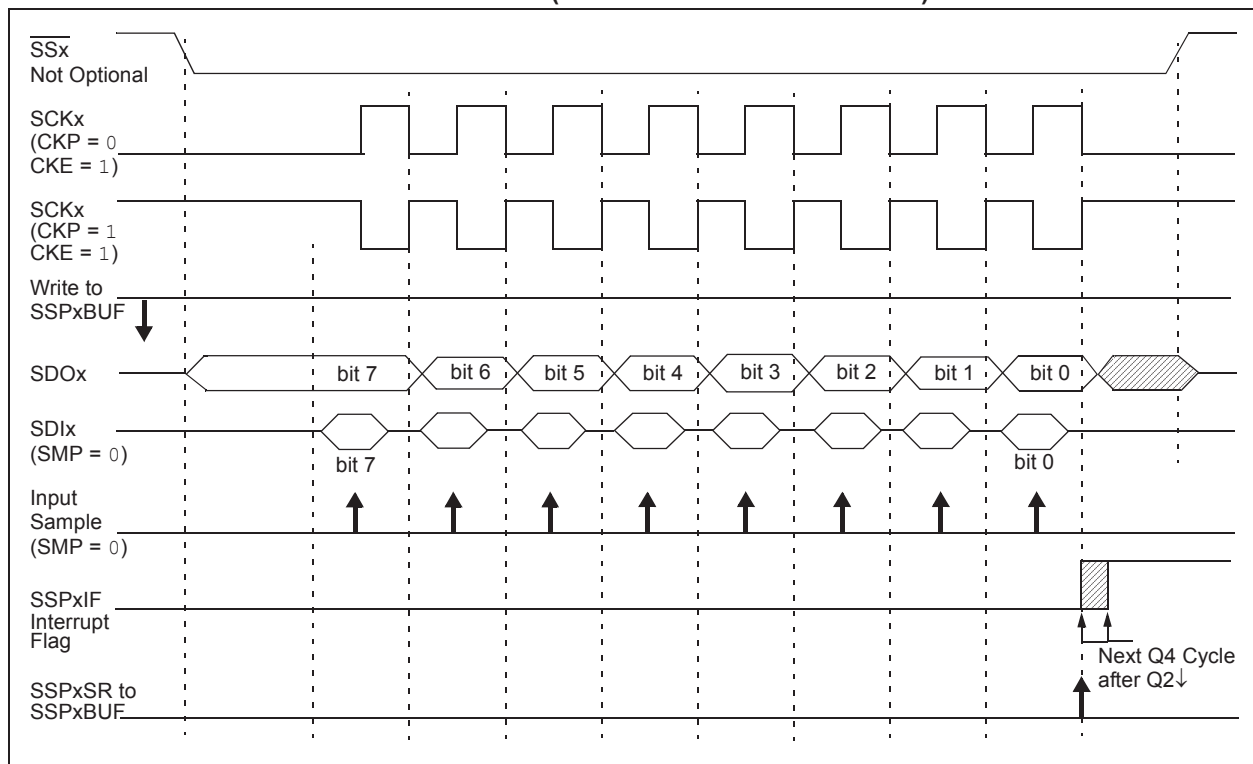 SSx
Not Optional
SCKx
(CKP = 0
CKE = 1)
SCKx
(CKP = 1
CKE = 1)
Write to
SSPxBUF
SDOx
bit 7
bit 6
bit 5
bit 4
bit 3
bit 2
bit 1
bit 0
SDIx
(SMP = 0)
bit 7
bit 0
Input
Sample
(SMP = 0)
SSPxIF
Interrupt
Flag
Next Q4 Cycle
after Q2↓
SSPxSR to
SSPxBUF